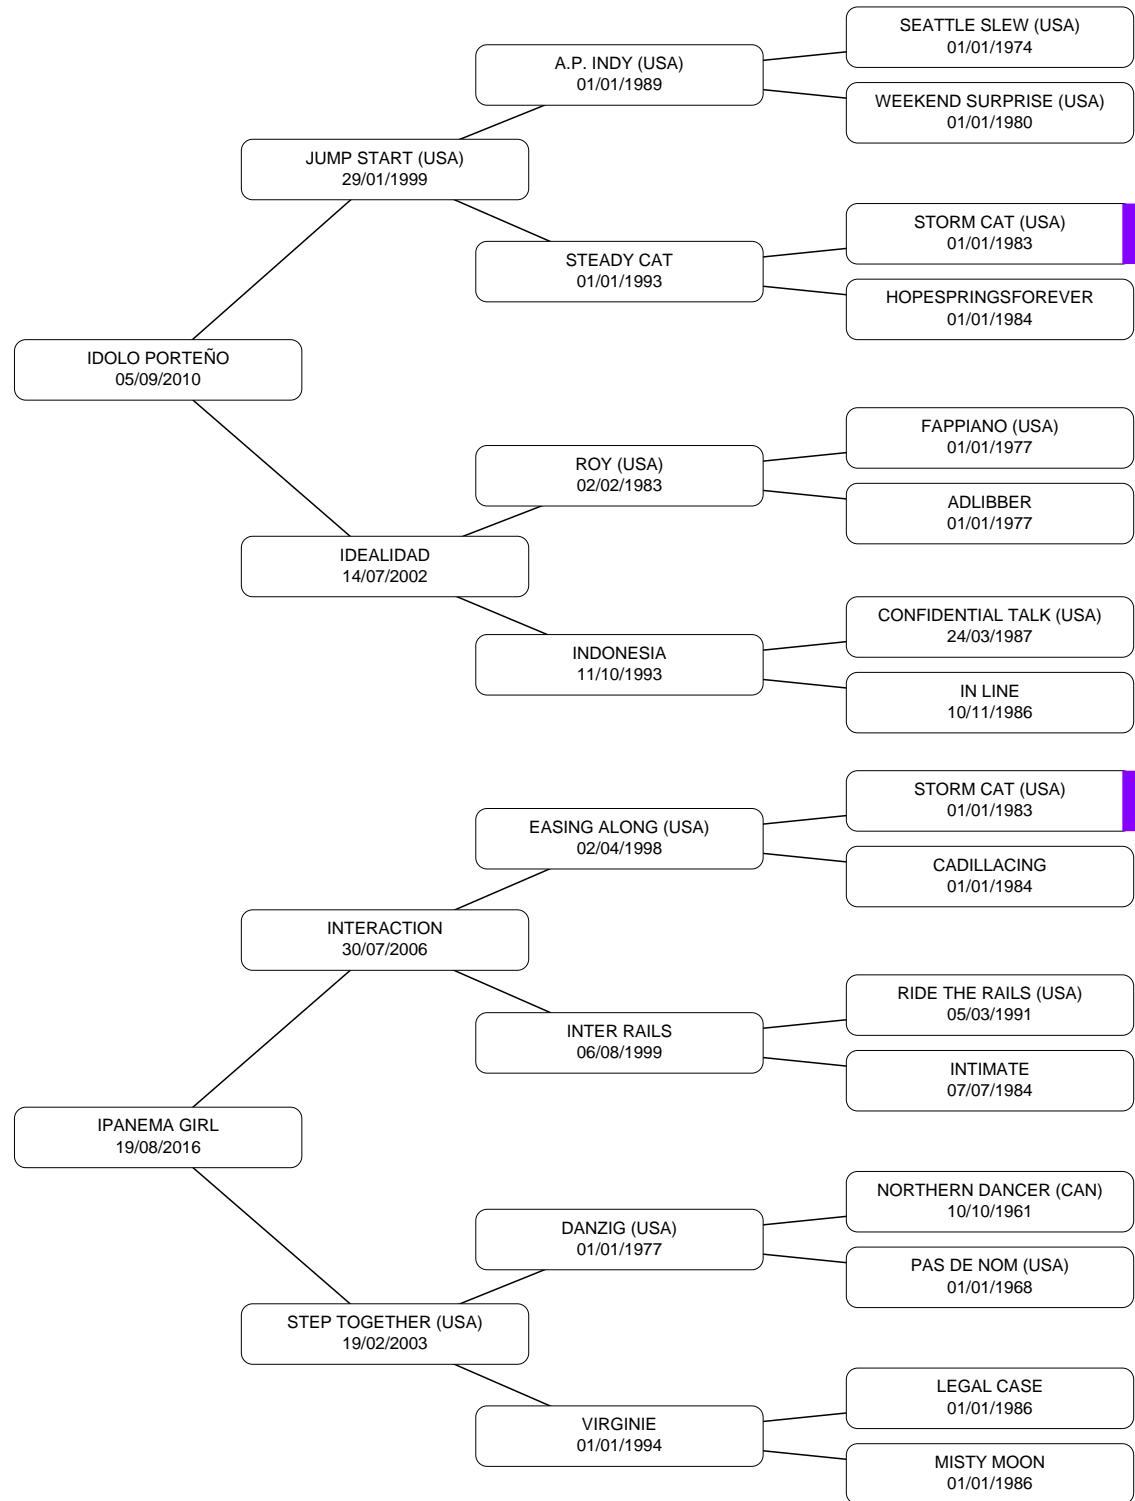 SEATTLE SLEW (USA)
01/01/1974
A.P. INDY (USA)
01/01/1989
WEEKEND SURPRISE (USA)
01/01/1980
JUMP START (USA)
29/01/1999
STORM CAT (USA)
01/01/1983
STEADY CAT
01/01/1993
HOPESPRINGSFOREVER
01/01/1984
IDOLO PORTEÑO
05/09/2010
FAPPIANO (USA)
01/01/1977
ROY (USA)
02/02/1983
ADLIBBER
01/01/1977
IDEALIDAD
14/07/2002
CONFIDENTIAL TALK (USA)
24/03/1987
INDONESIA
11/10/1993
IN LINE
10/11/1986
STORM CAT (USA)
01/01/1983
EASING ALONG (USA)
02/04/1998
CADILLACING
01/01/1984
INTERACTION
30/07/2006
RIDE THE RAILS (USA)
05/03/1991
INTER RAILS
06/08/1999
INTIMATE
07/07/1984
IPANEMA GIRL
19/08/2016
NORTHERN DANCER (CAN)
10/10/1961
DANZIG (USA)
01/01/1977
PAS DE NOM (USA)
01/01/1968
STEP TOGETHER (USA)
19/02/2003
LEGAL CASE
01/01/1986
VIRGINIE
01/01/1994
MISTY MOON
01/01/1986